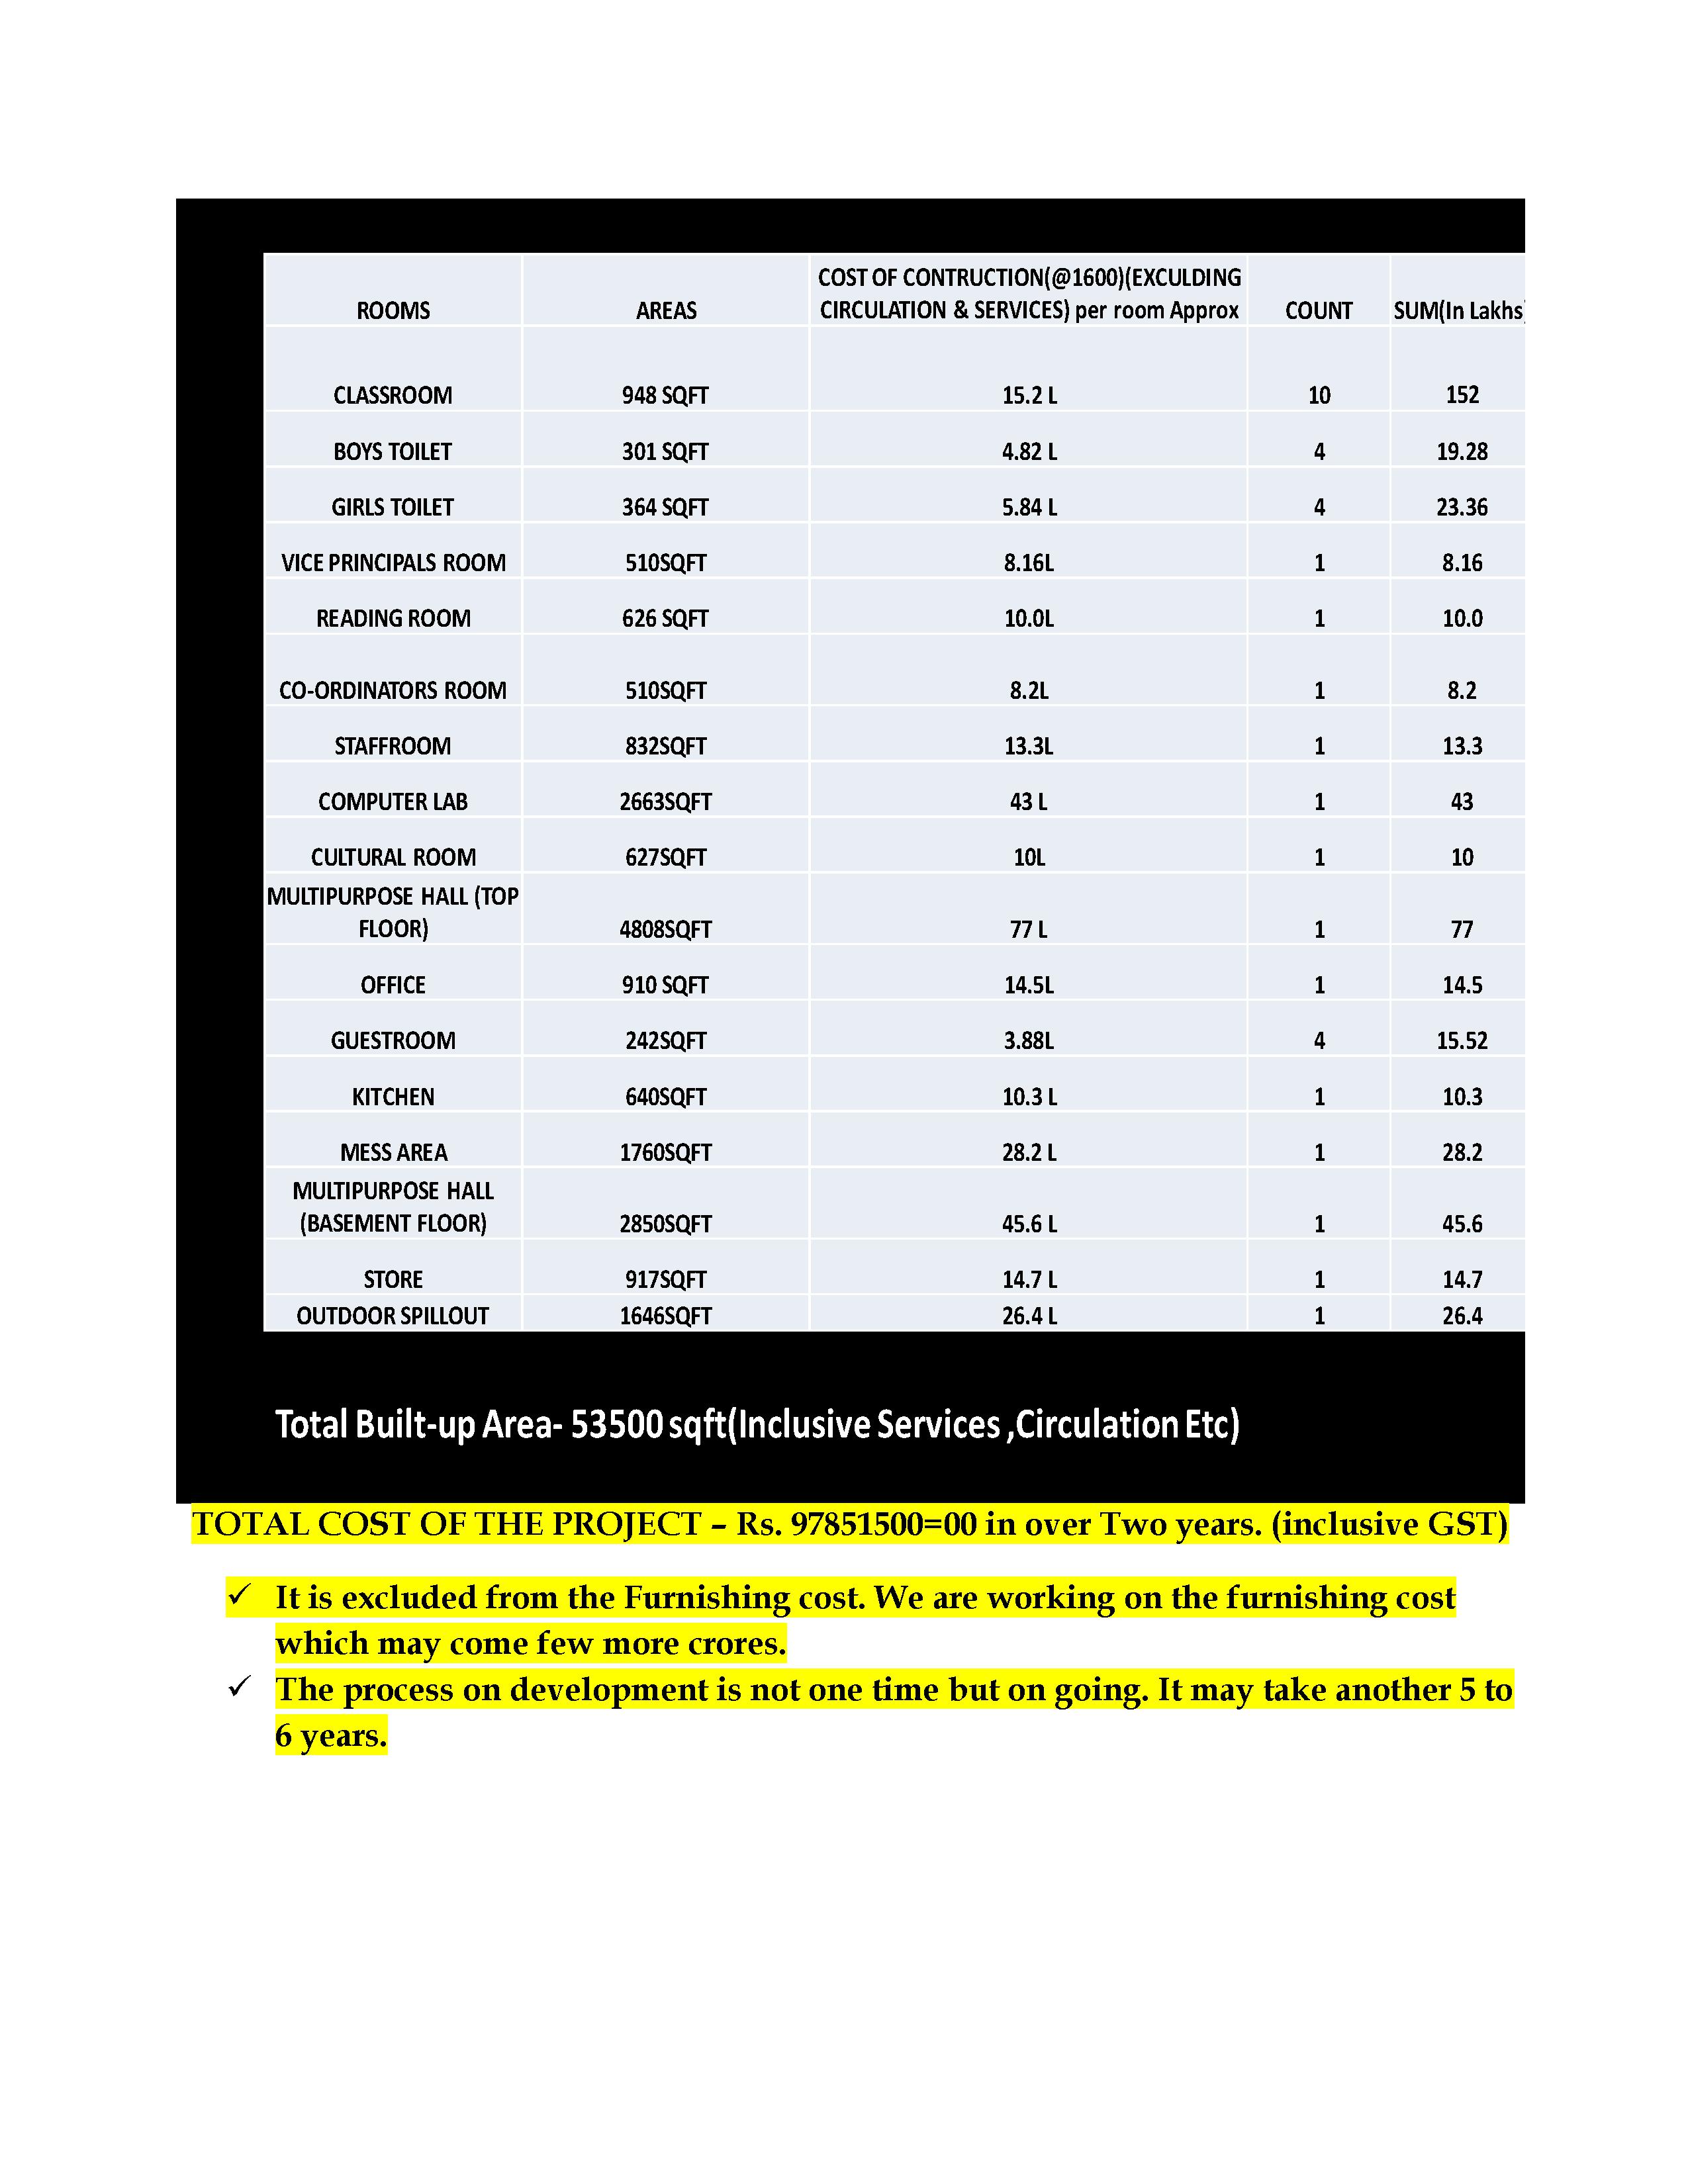 COST OF CONTRUCTION(@1600)(EXCULDING
ROOMS AREAS CIRCULATION & SERVICES) per room Approx COUNT SUM(In Lakhs)
CLASSROOM 948 SQFT 15.2 L 10 152
BOYS TOILET 301 SQFT 4.82 L 4 19.28
GIRLS TOILET 364 SQFT 5.84 L 4 23.36
VICE PRINCIPALS ROOM 510SQFT 8.16L 1 8.16
READING ROOM 626 SQFT 10.0L 1 10.0
CO-ORDINATORS ROOM 510SQFT 8.2L 1 8.2
STAFFROOM 832SQFT 13.3L 1 13.3
COMPUTER LAB 2663SQFT 43 L 1 43
CULTURAL ROOM 627SQFT 10L 1 10
MULTIPURPOSE HALL (TOP
FLOOR) 4808SQFT 77 L 1 77
OFFICE 910 SQFT 14.5L 1 14.5
GUESTROOM 242SQFT 3.88L 4 15.52
KITCHEN 640SQFT 10.3 L 1 10.3
MESS AREA 1760SQFT 28.2 L 1 28.2
MULTIPURPOSE HALL
(BASEMENT FLOOR) 2850SQFT 45.6 L 1 45.6
STORE 917SQFT 14.7 L 1 14.7
OUTDOOR SPILLOUT 1646SQFT 26.4 L 1 26.4
Total Built-up Area- 53500 sqft(Inclusive Services ,Circulation Etc)
TOTAL COST OF THE PROJECT – Rs. 97851500=00 in over Two years. (inclusive GST)
✓ It is excluded from the Furnishing cost. We are working on the furnishing cost
which may come few more crores.
✓ The process on development is not one time but on going. It may take another 5 to
6 years.